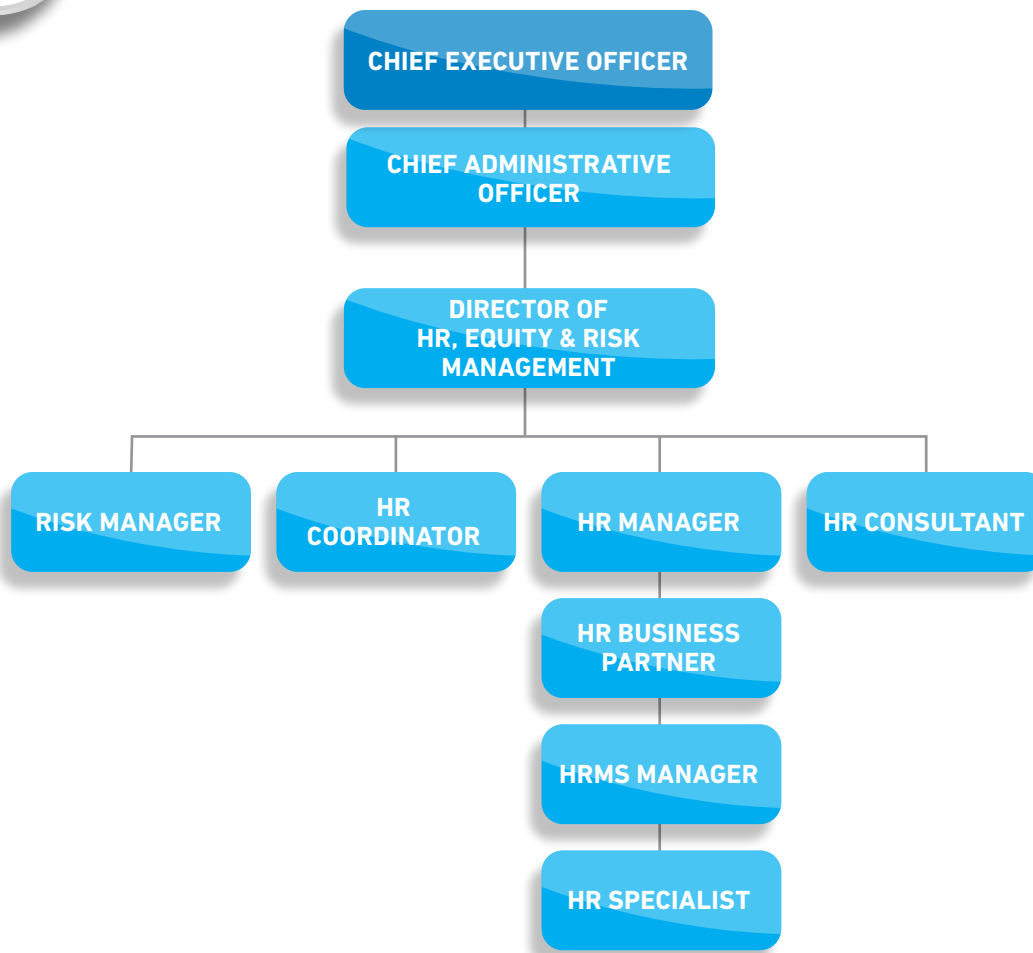 CHIEF EXECUTIVE OFFICER
CHIEF ADMINISTRATIVE
OFFICER
DIRECTOR OF
HR, EQUITY & RISK
MANAGEMENT
RISK MANAGER
HR
COORDINATOR
HR MANAGER
HR CONSULTANT
HR BUSINESS
PARTNER
HRMS MANAGER
HR SPECIALIST